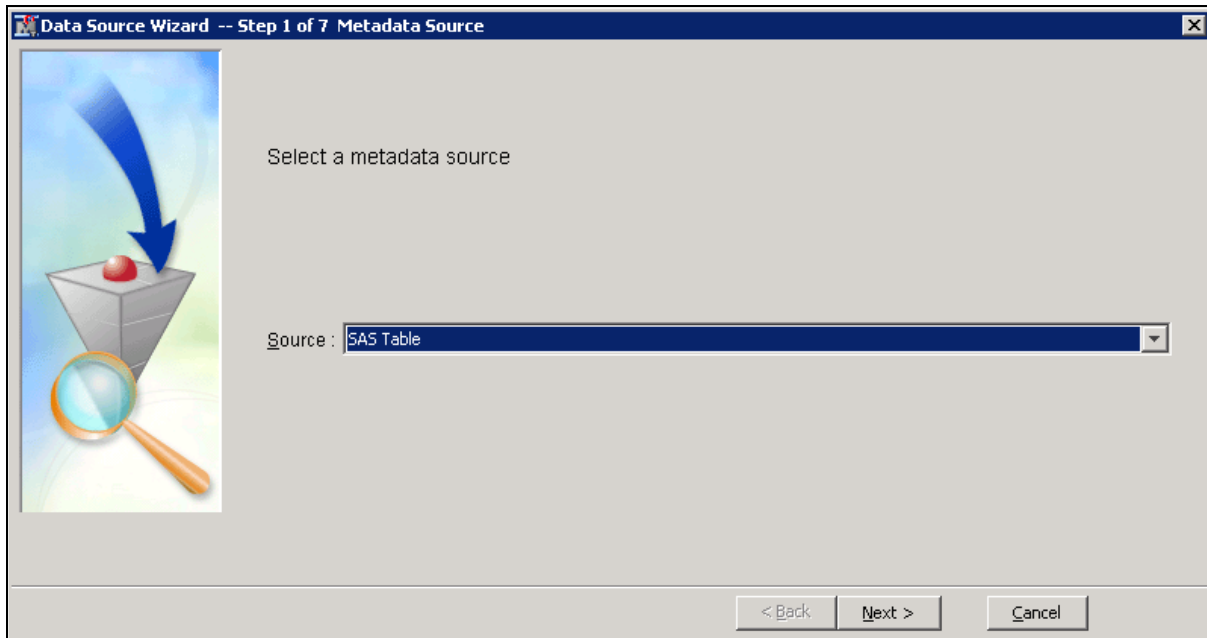 Data Source Wizard -- Step 1 of 7 Metadata Source
Select a metadata source
Source : SAS Table
< Back Next > Cancel